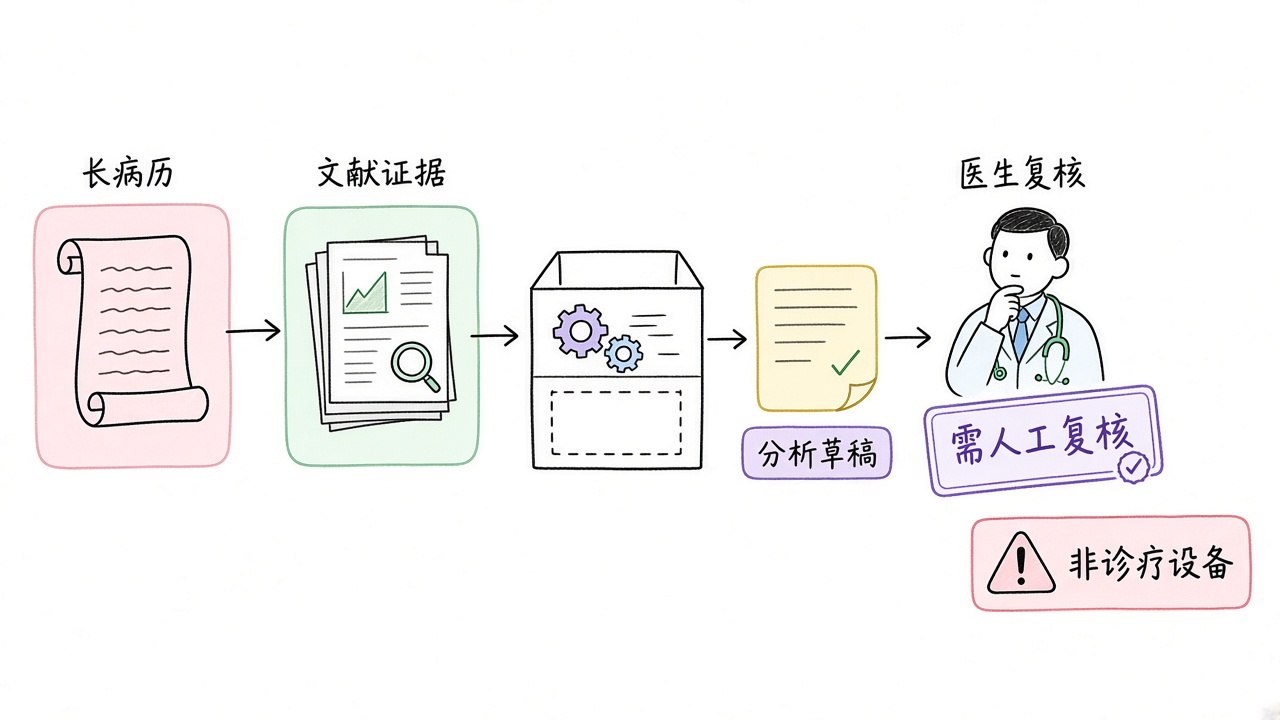 长病历
文献证据
医生复核
分析草稿
需人工复核
非诊疗设备